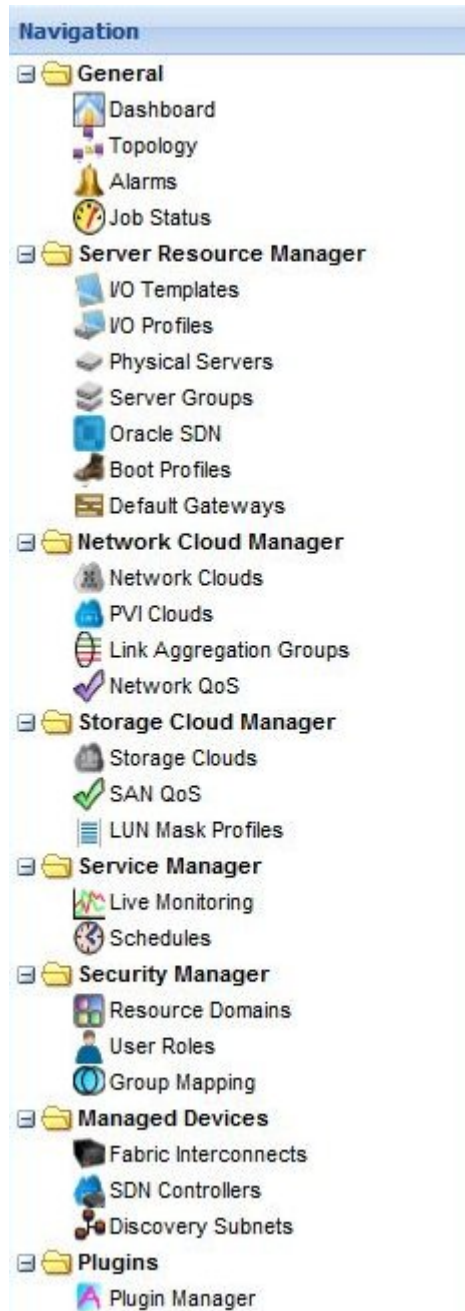 Navigation
General
Dashboard
Topology
Alarms
Job Status
Server Resource Manager
I/O Templates
I/O Profiles
Physical Servers
Server Groups
Oracle SDN
Boot Profiles
Default Gateways
Network Cloud Manager
Network Clouds
PVI Clouds
Link Aggregation Groups
Network QoS
Storage Cloud Manager
Storage Clouds
SAN QoS
LUN Mask Profiles
Service Manager
Live Monitoring
Schedules
Security Manager
Resource Domains
User Roles
Group Mapping
Managed Devices
Fabric Interconnects
SDN Controllers
Discovery Subnets
Plugins
Plugin Manager